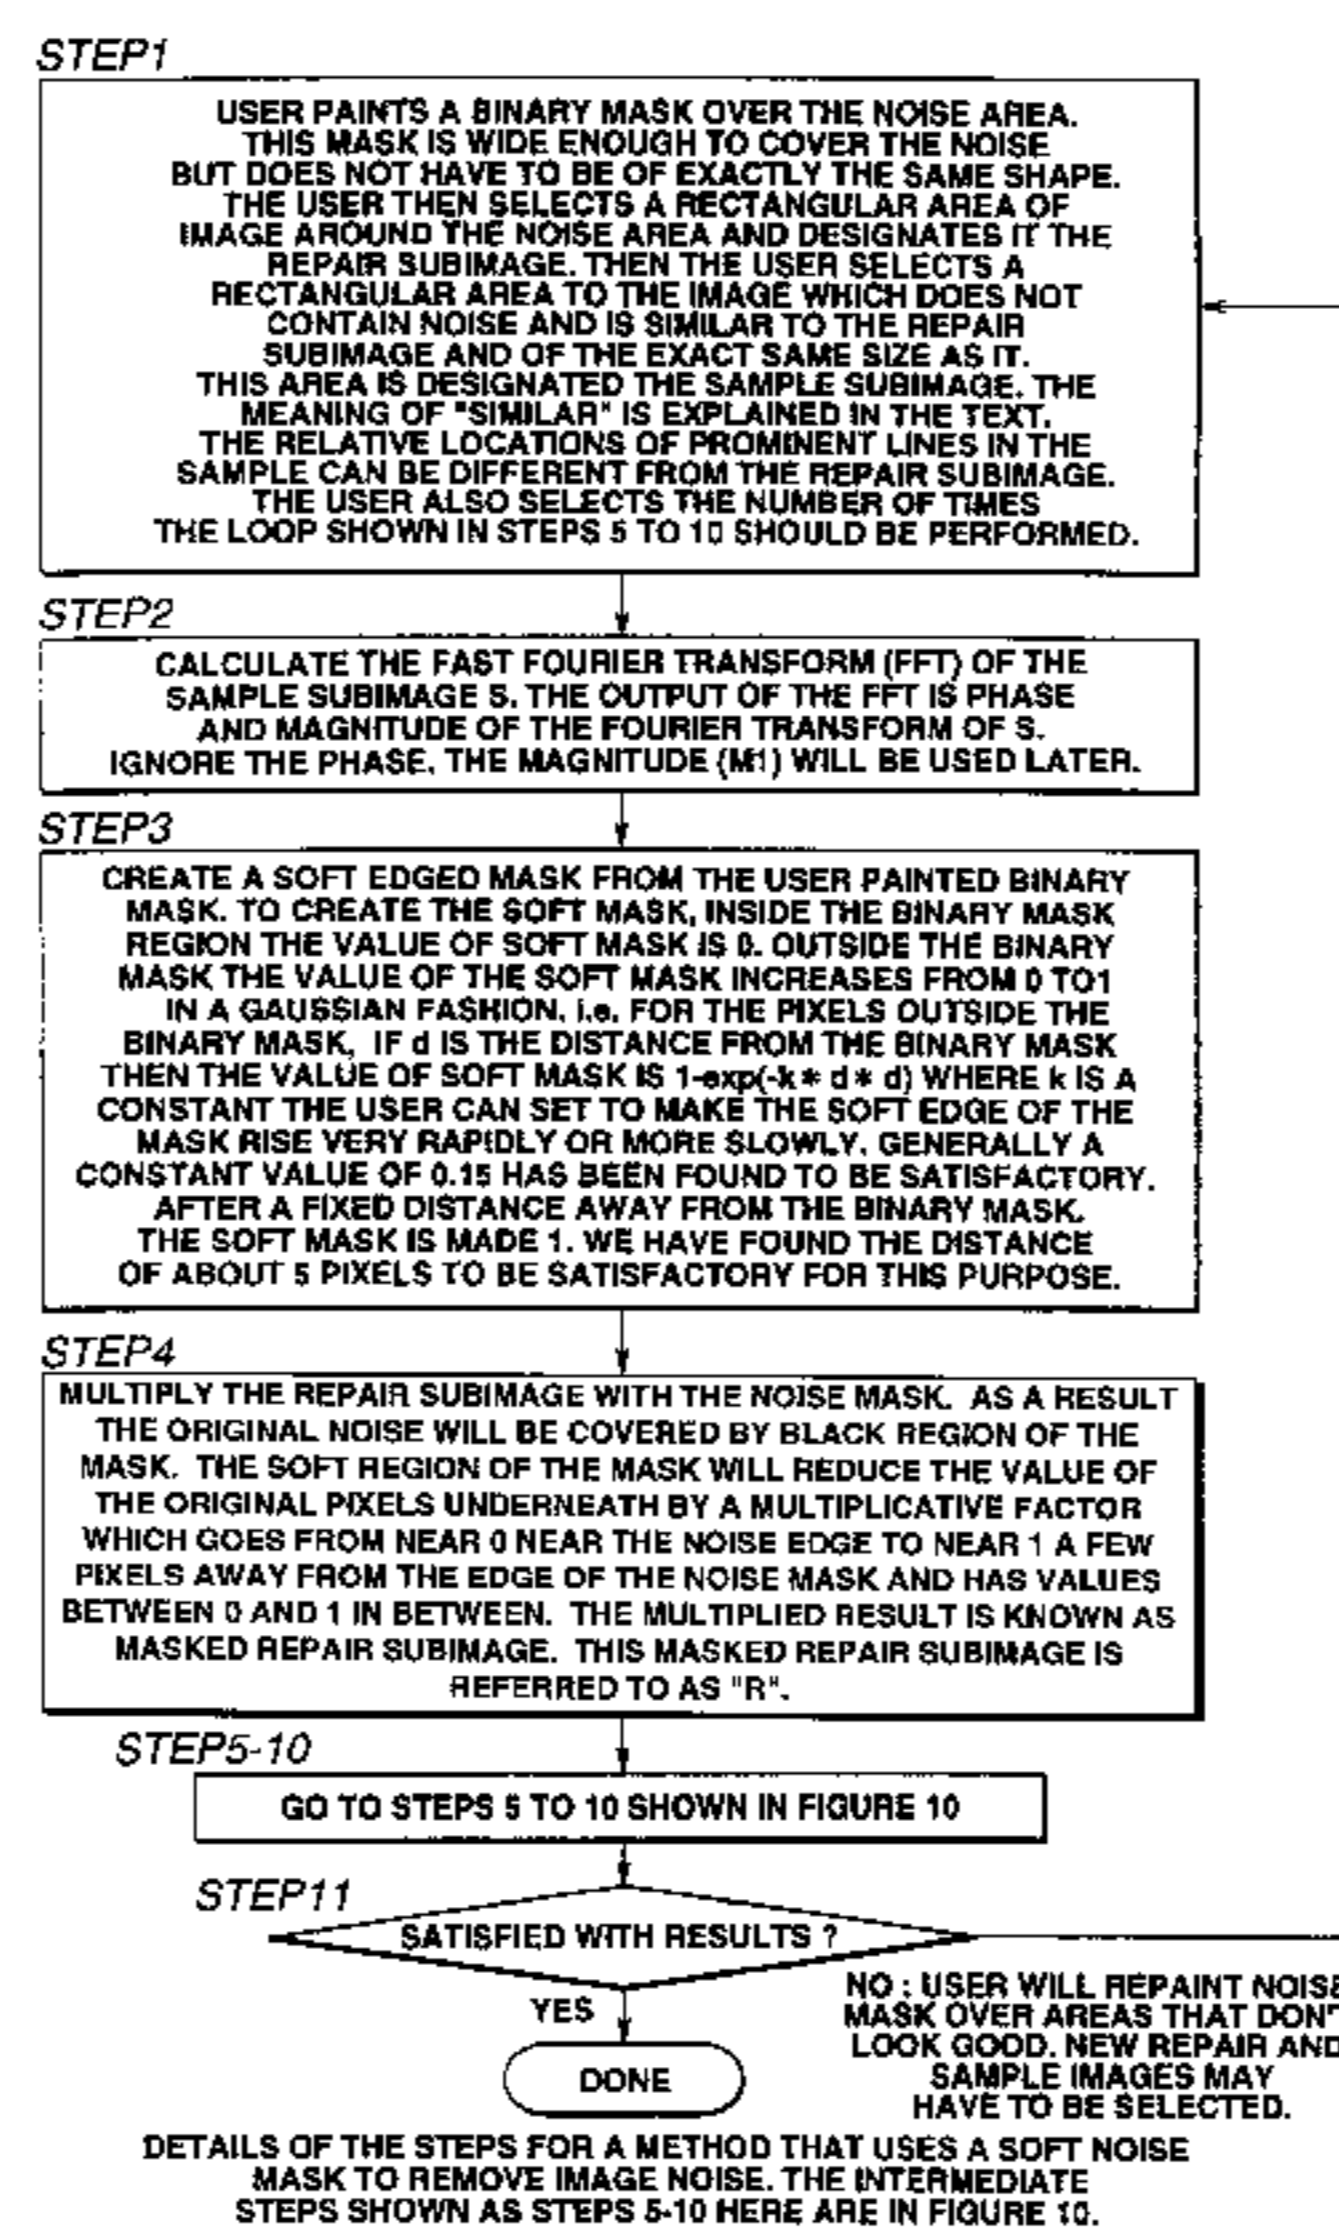 STEP1
USER PAINTS A BINARY MASK OVER THE NOISE AREA.
THIS MASK IS WIDE ENOUGH TO COVER THE NOISE
BUT DOES NOT HAVE TO BE OF EXACTLY THE SAME SHAPE.
THE USER THEN SELECTS A RECTANGULAR AREA OF
IMAGE AROUND THE NOISE AREA AND DESIGNATES IT THE
REPAIR SUBIMAGE. THEN THE USER SELECTS A
RECTANGULAR AREA TO THE IMAGE WHICH DOES NOT
CONTAIN NOISE AND IS SIMILAR TO THE REPAIR
SUBIMAGE AND OF THE EXACT SAME SIZE AS IT.
THIS AREA IS DESIGNATED THE SAMPLE SUBIMAGE. THE
MEANING OF "SIMILAR" IS EXPLAINED IN THE TEXT.
THE RELATIVE LOCATIONS OF PROMINENT LINES IN THE
SAMPLE CAN BE DIFFERENT FROM THE REPAIR SUBIMAGE.
THE USER ALSO SELECTS THE NUMBER OF TIMES
THE LOOP SHOWN IN STEPS 5 TO 10 SHOULD BE PERFORMED.
STEP2
CALCULATE THE FAST FOURIER TRANSFORM (FFT) OF THE
SAMPLE SUBIMAGE S. THE OUTPUT OF THE FFT IS PHASE
AND MAGNITUDE OF THE FOURIER TRANSFORM OF S.
IGNORE THE PHASE. THE MAGNITUDE (M1) WILL BE USED LATER.
STEP3
CREATE A SOFT EDGED MASK FROM THE USER PAINTED BINARY
MASK. TO CREATE THE SOFT MASK, INSIDE THE BINARY MASK
REGION THE VALUE OF SOFT MASK IS 0. OUTSIDE THE BINARY
MASK THE VALUE OF THE SOFT MASK INCREASES FROM 0 TO1
IN A GAUSSIAN FASHION. i.e. FOR THE PIXELS OUTSIDE THE
BINARY MASK, IF d IS THE DISTANCE FROM THE BINARY MASK
THEN THE VALUE OF SOFT MASK IS 1-exp(-k * d * d) WHERE k IS A
CONSTANT THE USER CAN SET TO MAKE THE SOFT EDGE OF THE
MASK RISE VERY RAPIDLY OR MORE SLOWLY. GENERALLY A
CONSTANT VALUE OF 0.15 HAS BEEN FOUND TO BE SATISFACTORY.
AFTER A FIXED DISTANCE AWAY FROM THE BINARY MASK.
THE SOFT MASK IS MADE 1. WE HAVE FOUND THE DISTANCE
OF ABOUT 5 PIXELS TO BE SATISFACTORY FOR THIS PURPOSE.
STEP4
MULTIPLY THE REPAIR SUBIMAGE WITH THE NOISE MASK. AS A RESULT
THE ORIGINAL NOISE WILL BE COVERED BY BLACK REGION OF THE
MASK. THE SOFT REGION OF THE MASK WILL REDUCE THE VALUE OF
THE ORIGINAL PIXELS UNDERNEATH BY A MULTIPLICATIVE FACTOR
WHICH GOES FROM NEAR 0 NEAR THE NOISE EDGE TO NEAR 1 A FEW
PIXELS AWAY FROM THE EDGE OF THE NOISE MASK AND HAS VALUES
BETWEEN 0 AND 1 IN BETWEEN. THE MULTIPLIED RESULT IS KNOWN AS
MASKED REPAIR SUBIMAGE. THIS MASKED REPAIR SUBIMAGE IS
REFERRED TO AS "R".
STEP5-10
GO TO STEPS 5 TO 10 SHOWN IN FIGURE 10
STEP11
SATISFIED WITH RESULTS ?
YES
DONE
NO : USER WILL REPAINT NOISE
MASK OVER AREAS THAT DON'T
LOOK GOOD. NEW REPAIR AND
SAMPLE IMAGES MAY
HAVE TO BE SELECTED.
DETAILS OF THE STEPS FOR A METHOD THAT USES A SOFT NOISE
MASK TO REMOVE IMAGE NOISE. THE INTERMEDIATE
STEPS SHOWN AS STEPS 5-10 HERE ARE IN FIGURE 10.